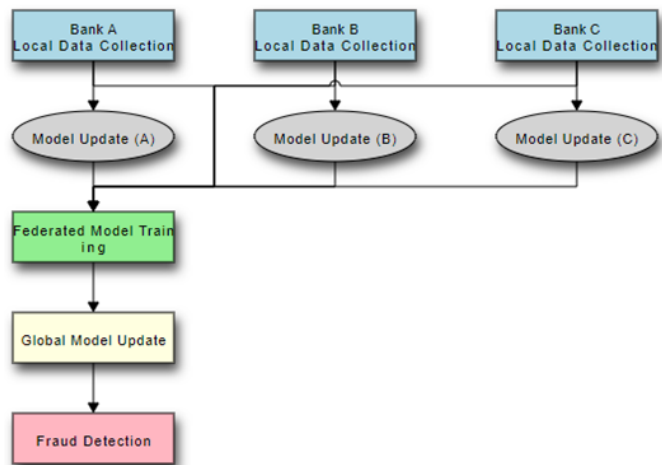 Bank A
Local Data Collection
Bank B
Local Data Collection
Bank C
Local Data Collection
Model Update (A)
Model Update (B)
Model Update (C)
Federated Model Train
ing
Global Model Update
Fraud Detection